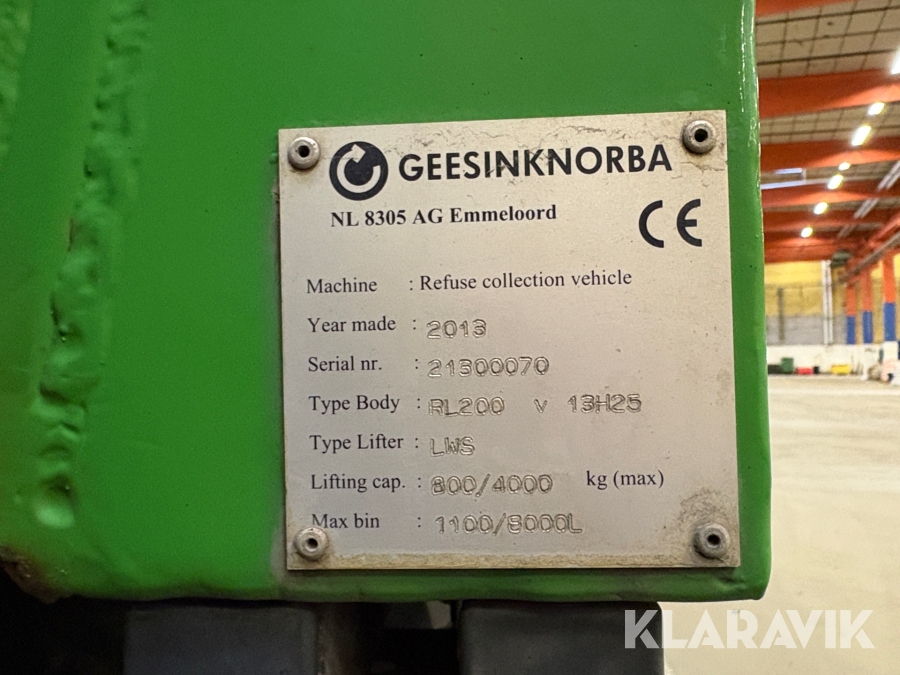 GEESINKNORBA
NL 8305 AG Emmeloord
CE
Machine : Refuse collection vehicle
Year made : 2013
Serial nr. : 21300070
Type Body : RL200 v 13H25
Type Lifter : LWS
Lifting cap. : 800/4000 kg (max)
Max bin : 1100/8000L
KLARAVIK